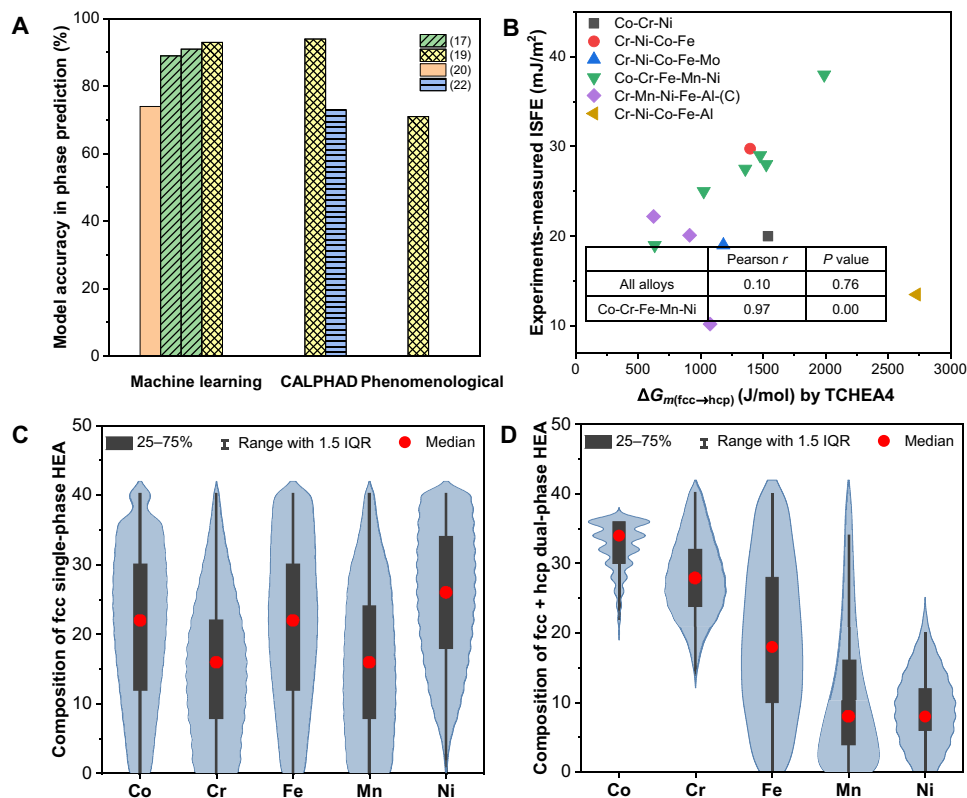 A
Model accuracy in phase prediction (%)
100
80
60
40
20
0
(17)
(19)
(20)
(22)
Machine learning
CALPHAD
Phenomenological
B
Experiments-measured ISFE (mJ/m²)
40
30
20
10
Co-Cr-Ni
Cr-Ni-Co-Fe
Cr-Ni-Co-Fe-Mo
Co-Cr-Fe-Mn-Ni
Cr-Mn-Ni-Fe-Al-(C)
Cr-Ni-Co-Fe-Al
Pearson r P value
All alloys 0.10 0.76
Co-Cr-Fe-Mn-Ni 0.97 0.00
0 500 1000 1500 2000 2500 3000
ΔGm(fcc→hcp) (J/mol) by TCHEA4
C
Composition of fcc single-phase HEA
50
40
30
20
10
0
25–75%
Range with 1.5 IQR
Median
Co Cr Fe Mn Ni
D
Composition of fcc + hcp dual-phase HEA
50
40
30
20
10
0
25–75%
Range with 1.5 IQR
Median
Co Cr Fe Mn Ni